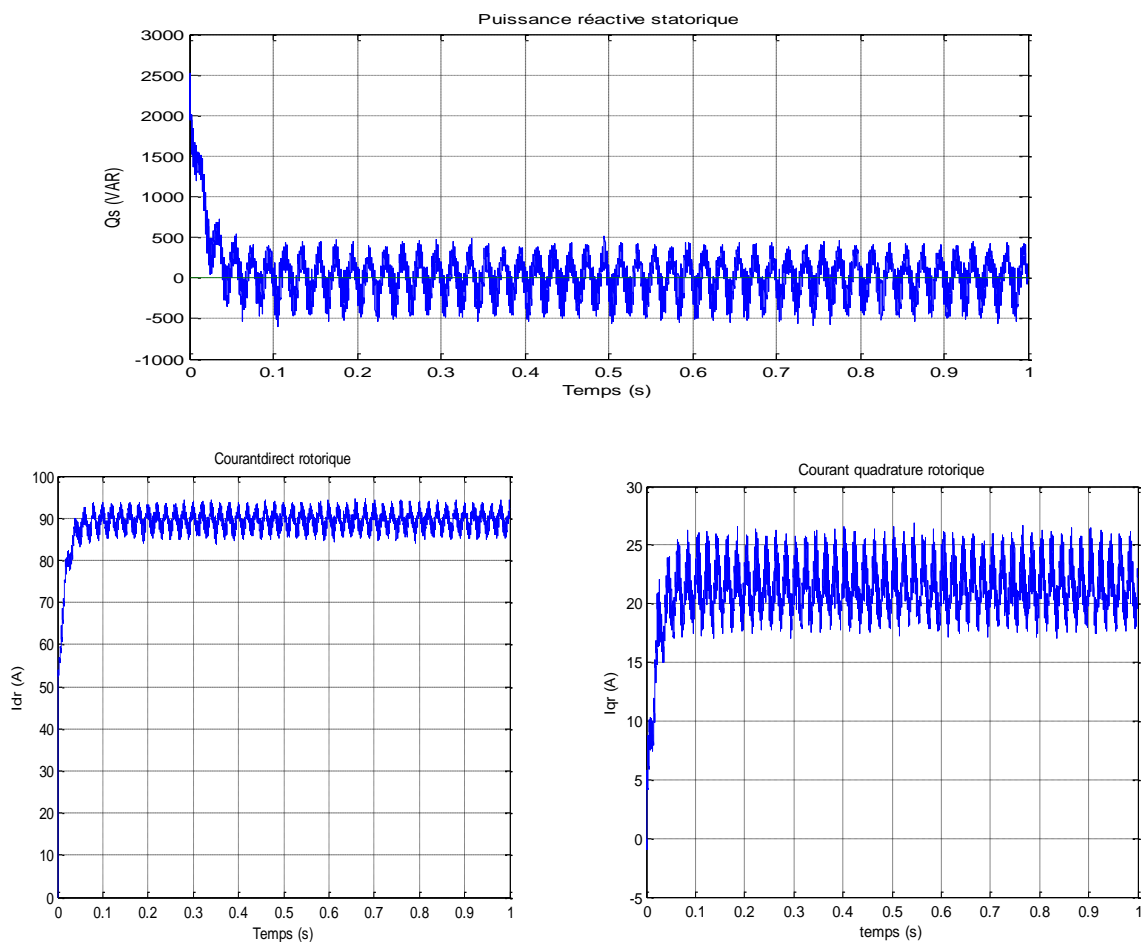 Puissance réactive statorique
3000
2500
2000
1500
1000
500
0
-500
-1000
Qs (VAR)
0 0.1 0.2 0.3 0.4 0.5 0.6 0.7 0.8 0.9 1
Temps (s)
Courantdirect rotorique
100
90
80
70
60
50
40
30
20
10
0
Idr (A)
0 0.1 0.2 0.3 0.4 0.5 0.6 0.7 0.8 0.9 1
Temps (s)
Courant quadrature rotorique
30
25
20
15
10
5
0
-5
Iqr (A)
0 0.1 0.2 0.3 0.4 0.5 0.6 0.7 0.8 0.9 1
temps (s)